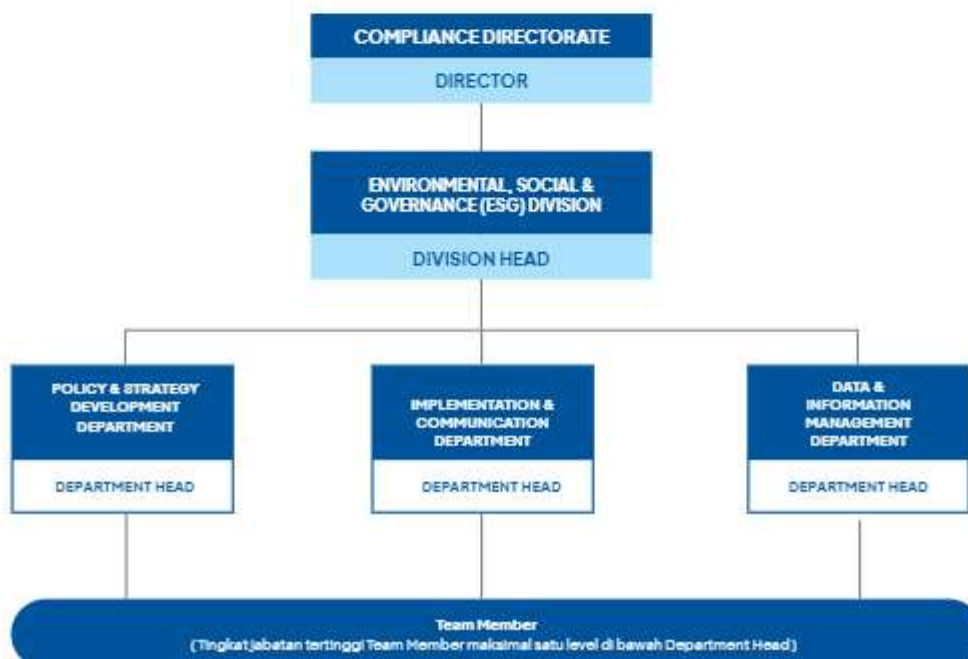 COMPLIANCE DIRECTORATE
DIRECTOR
ENVIRONMENTAL, SOCIAL &
GOVERNANCE (ESG) DIVISION
DIVISION HEAD
POLICY & STRATEGY
DEVELOPMENT
DEPARTMENT
DEPARTMENT HEAD
IMPLEMENTATION &
COMMUNICATION
DEPARTMENT
DEPARTMENT HEAD
DATA &
INFORMATION
MANAGEMENT
DEPARTMENT
DEPARTMENT HEAD
Team Member
(Tingkat jabatan tertinggi Team Member maksimal satu level di bawah Department Head)